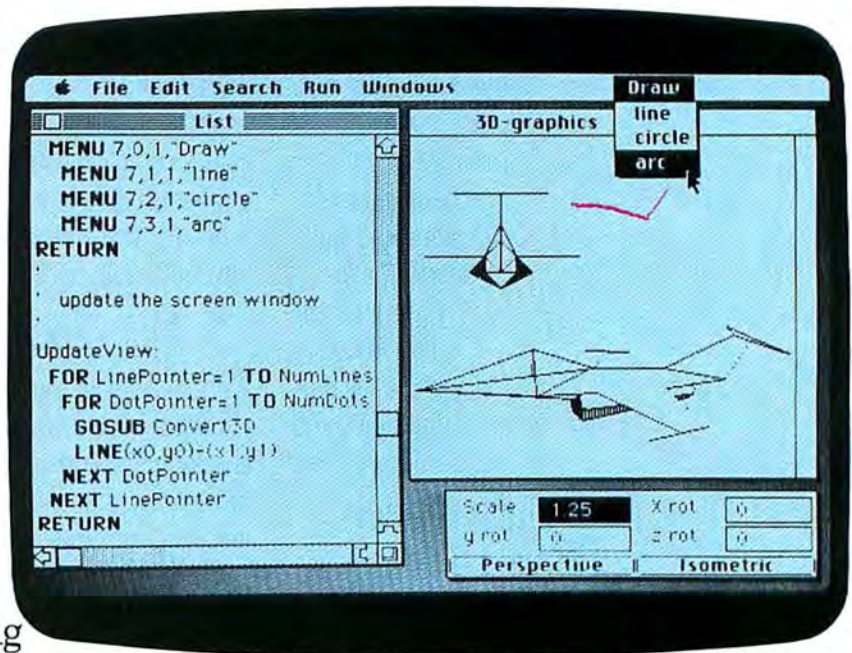 File Edit Search Run Windows Draw
line
circle
arc
List
MENU 7,0,1,"Draw"
MENU 7,1,1,"line"
MENU 7,2,1,"circle"
MENU 7,3,1,"arc"
RETURN
'
' update the screen window
'
UpdateView:
FOR LinePointer=1 TO NumLines
FOR DotPointer=1 TO NumDots
GOSUB Convert3D
LINE(x0,y0)-(x1,y1)
NEXT DotPointer
NEXT LinePointer
RETURN
3D-graphics
Scale 1.25 X rot 0
y rot 0 z rot 0
Perspective Isometric